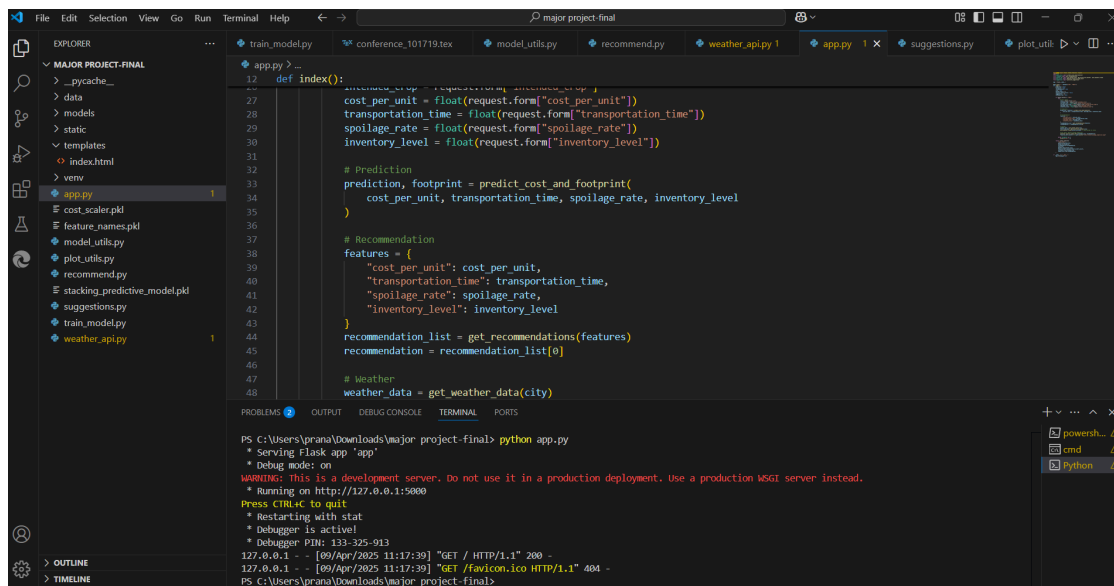 File Edit Selection View Go Run Terminal Help
major project-final
EXPLORER
MAJOR PROJECT-FINAL
__pycache__
data
models
static
templates
index.html
venv
app.py 1
cost_scaler.pkl
feature_names.pkl
model_utils.py
plot_utils.py
recommend.py
stacking_predictive_model.pkl
suggestions.py
train_model.py
weather_api.py 1
OUTLINE
TIMELINE
train_model.py conference_101719.tex model_utils.py recommend.py weather_api.py 1 app.py 1 suggestions.py plot_util
app.py > ...
12 def index():
27 cost_per_unit = float(request.form["cost_per_unit"])
28 transportation_time = float(request.form["transportation_time"])
29 spoilage_rate = float(request.form["spoilage_rate"])
30 inventory_level = float(request.form["inventory_level"])
31
32 # Prediction
33 prediction, footprint = predict_cost_and_footprint(
34 cost_per_unit, transportation_time, spoilage_rate, inventory_level
35 )
36
37 # Recommendation
38 features = {
39 "cost_per_unit": cost_per_unit,
40 "transportation_time": transportation_time,
41 "spoilage_rate": spoilage_rate,
42 "inventory_level": inventory_level
43 }
44 recommendation_list = get_recommendations(features)
45 recommendation = recommendation_list[0]
46
47 # Weather
48 weather_data = get_weather_data(city)
PROBLEMS 2 OUTPUT DEBUG CONSOLE TERMINAL PORTS
PS C:\Users\prana\Downloads\major project-final> python app.py
* Serving Flask app 'app'
* Debug mode: on
WARNING: This is a development server. Do not use it in a production deployment. Use a production WSGI server instead.
* Running on http://127.0.0.1:5000
Press CTRL+C to quit
* Restarting with stat
* Debugger is active!
* Debugger PIN: 133-325-913
127.0.0.1 - - [09/Apr/2025 11:17:39] "GET / HTTP/1.1" 200 -
127.0.0.1 - - [09/Apr/2025 11:17:39] "GET /favicon.ico HTTP/1.1" 404 -
PS C:\Users\prana\Downloads\major project-final>
powersh...
cmd
Python